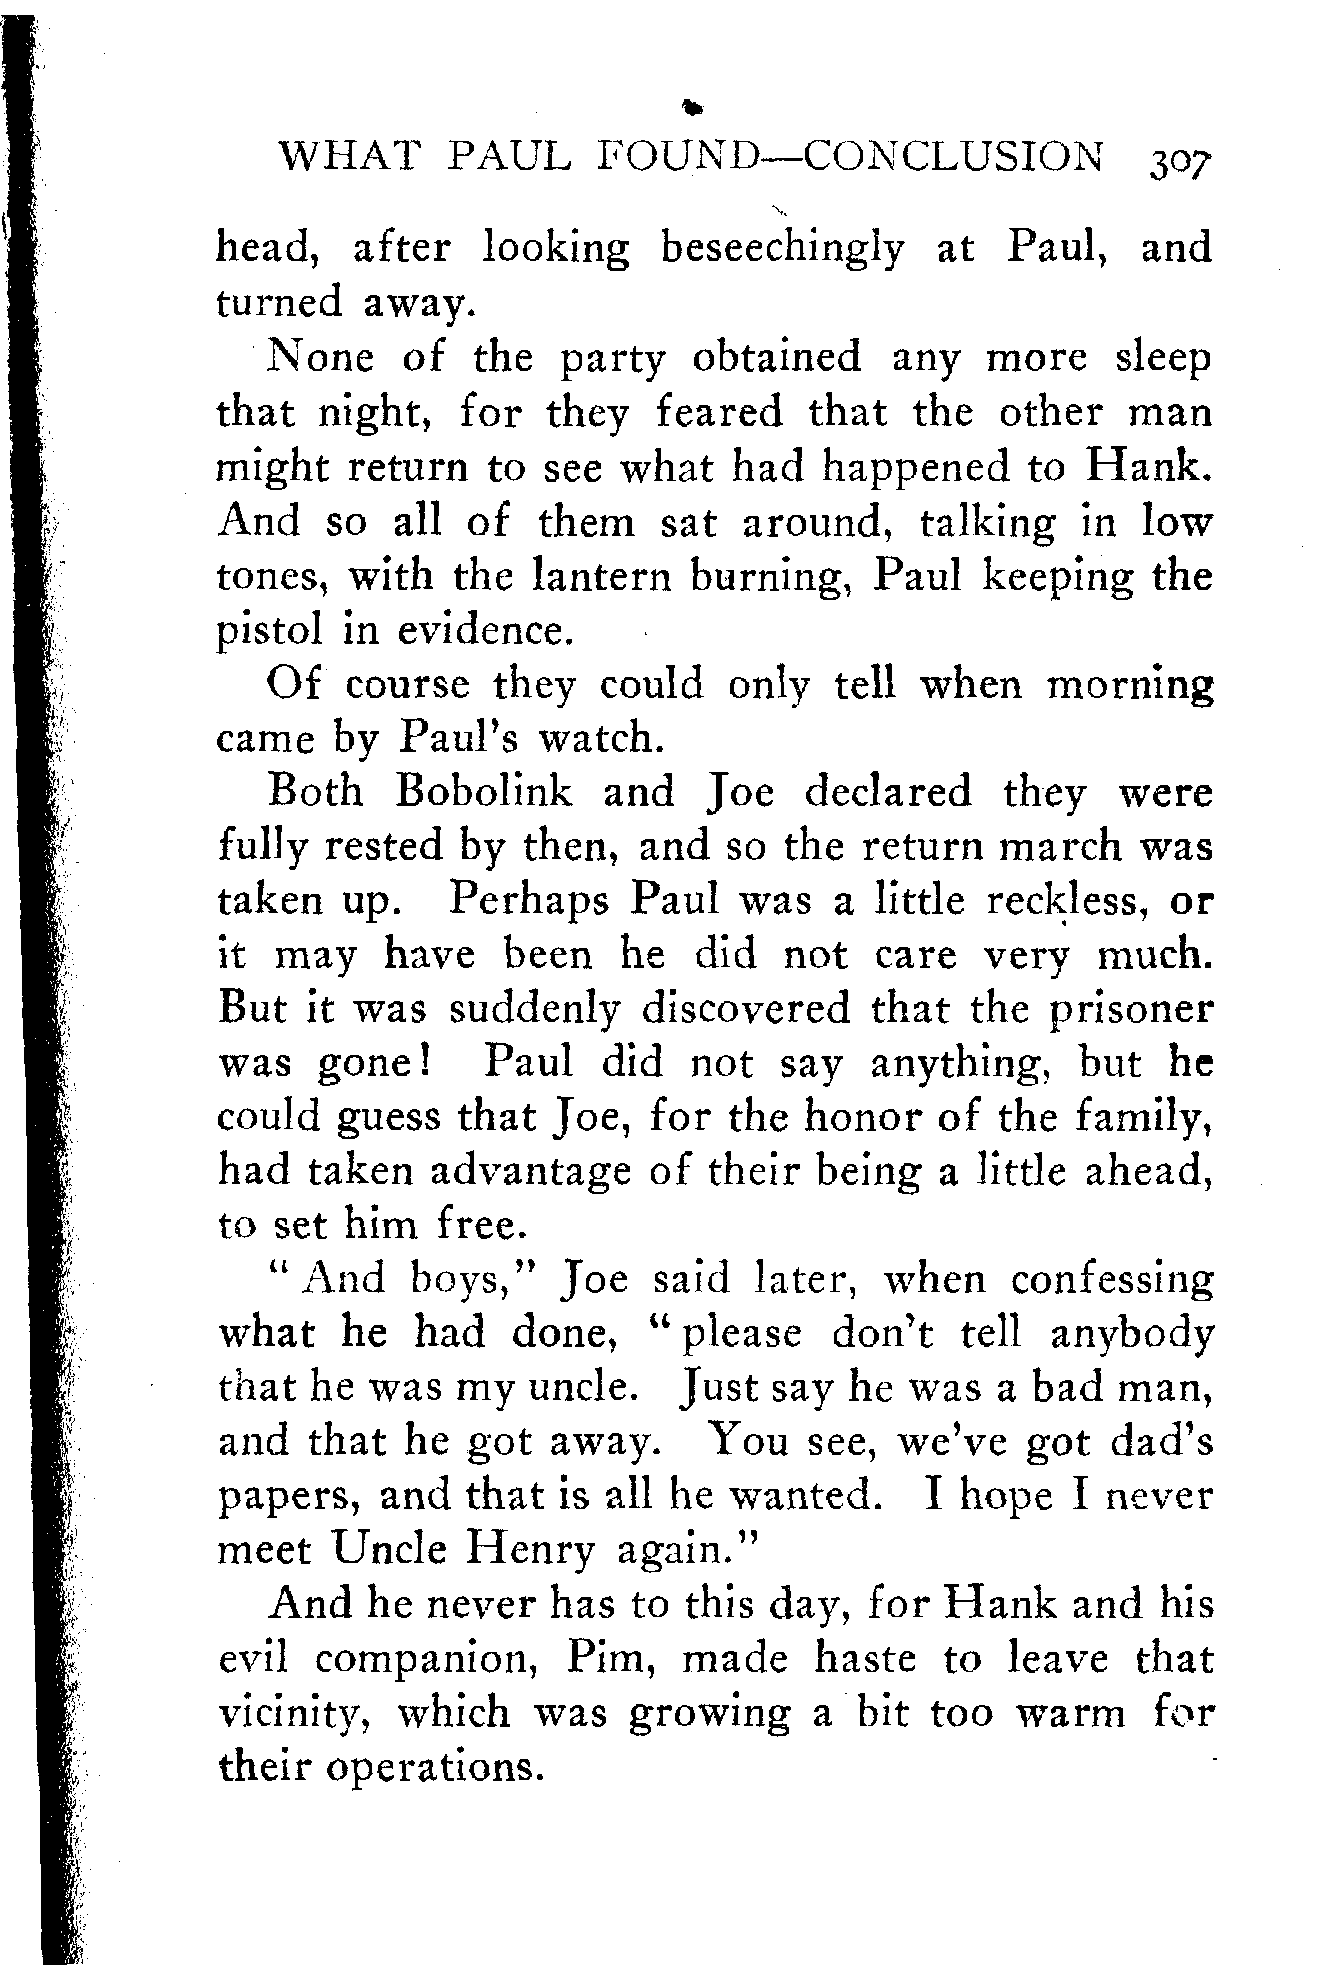 WHAT PAUL FOUND—CONCLUSION 307
head, after looking beseechingly at Paul, and
turned away.
None of the party obtained any more sleep
that night, for they feared that the other man
might return to see what had happened to Hank.
And so all of them sat around, talking in low
tones, with the lantern burning, Paul keeping the
pistol in evidence.
Of course they could only tell when morning
came by Paul's watch.
Both Bobolink and Joe declared they were
fully rested by then, and so the return march was
taken up. Perhaps Paul was a little reckless, or
it may have been he did not care very much.
But it was suddenly discovered that the prisoner
was gone! Paul did not say anything, but he
could guess that Joe, for the honor of the family,
had taken advantage of their being a little ahead,
to set him free.
"And boys," Joe said later, when confessing
what he had done, "please don't tell anybody
that he was my uncle. Just say he was a bad man,
and that he got away. You see, we've got dad's
papers, and that is all he wanted. I hope I never
meet Uncle Henry again."
And he never has to this day, for Hank and his
evil companion, Pim, made haste to leave that
vicinity, which was growing a bit too warm for
their operations.